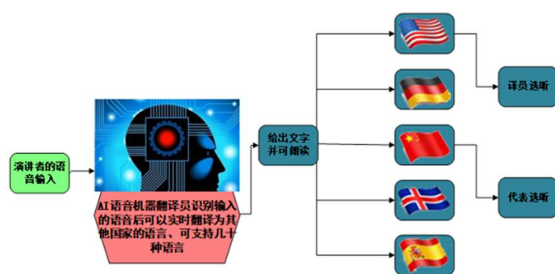 演讲者的语
音输入
AI语音机器翻译员识别输入
的语音后可以实时翻译为其
他国家的语言、可支持几十
种语言
给出文字
并可朗读
译员选听
代表选听